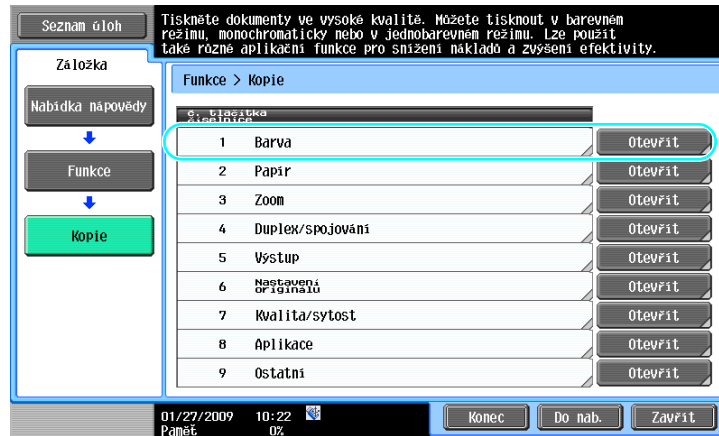 Seznam úloh
Tiskněte dokumenty ve vysoké kvalitě. Můžete tisknout v barevném
režimu, monochromaticky nebo v jednobarevném režimu. Lze použít
také různé aplikační funkce pro snížení nákladů a zvýšení efektivity.
Záložka
Nabídka nápovědy
Funkce
Kopie
Funkce > Kopie
č. tlačítka
číselnice
1 Barva Otevřít
2 Papír Otevřít
3 Zoom Otevřít
4 Duplex/spojování Otevřít
5 Výstup Otevřít
6 Nastavení
originálu Otevřít
7 Kvalita/sytost Otevřít
8 Aplikace Otevřít
9 Ostatní Otevřít
01/27/2009 10:22
Paměť 0%
Konec Do nab. Zavřít